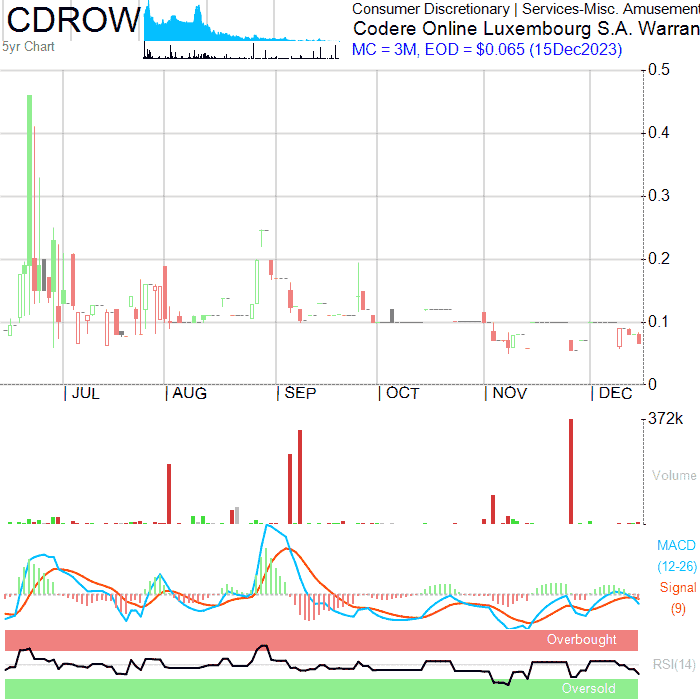 CDROW
5yr Chart
Consumer Discretionary | Services-Misc. Amusement
Codere Online Luxembourg S.A. Warran
MC = 3M, EOD = $0.065 (15Dec2023)
0.5
0.4
0.3
0.2
0.1
0
| JUL | AUG | SEP | OCT | NOV | DEC
372k
Volume
MACD
(12-26)
Signal
(9)
Overbought
RSI(14)
Oversold